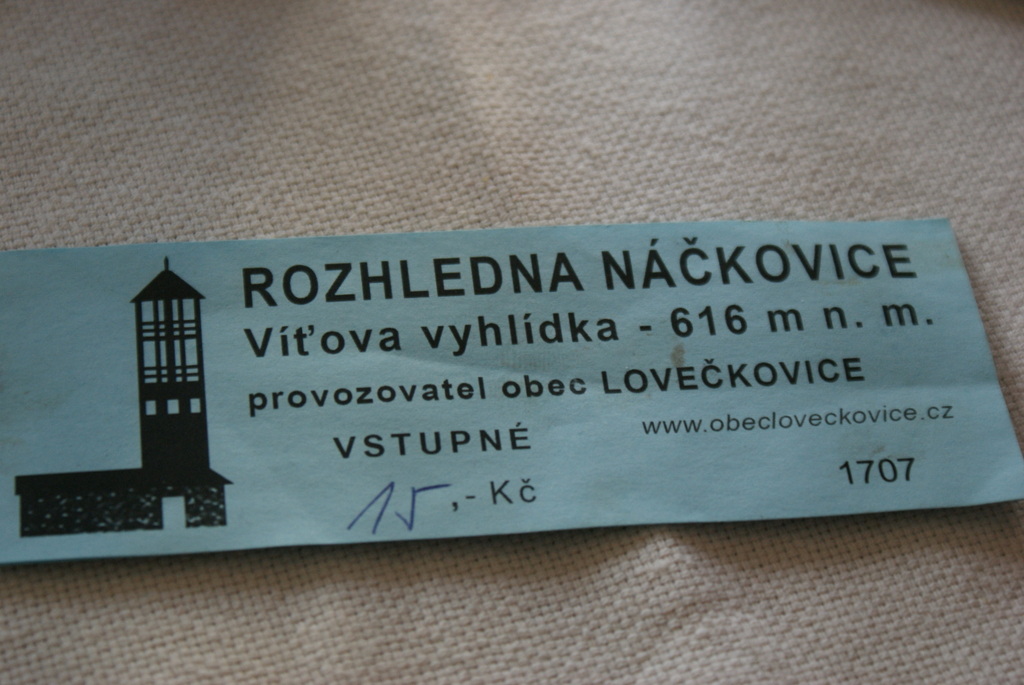 ROZHLEDNA NÁČKOVICE
Víťova vyhlídka - 616 m n. m.
provozovatel obec LOVEČKOVICE
www.obecloveckovice.cz
VSTUPNÉ
15,- Kč
1707